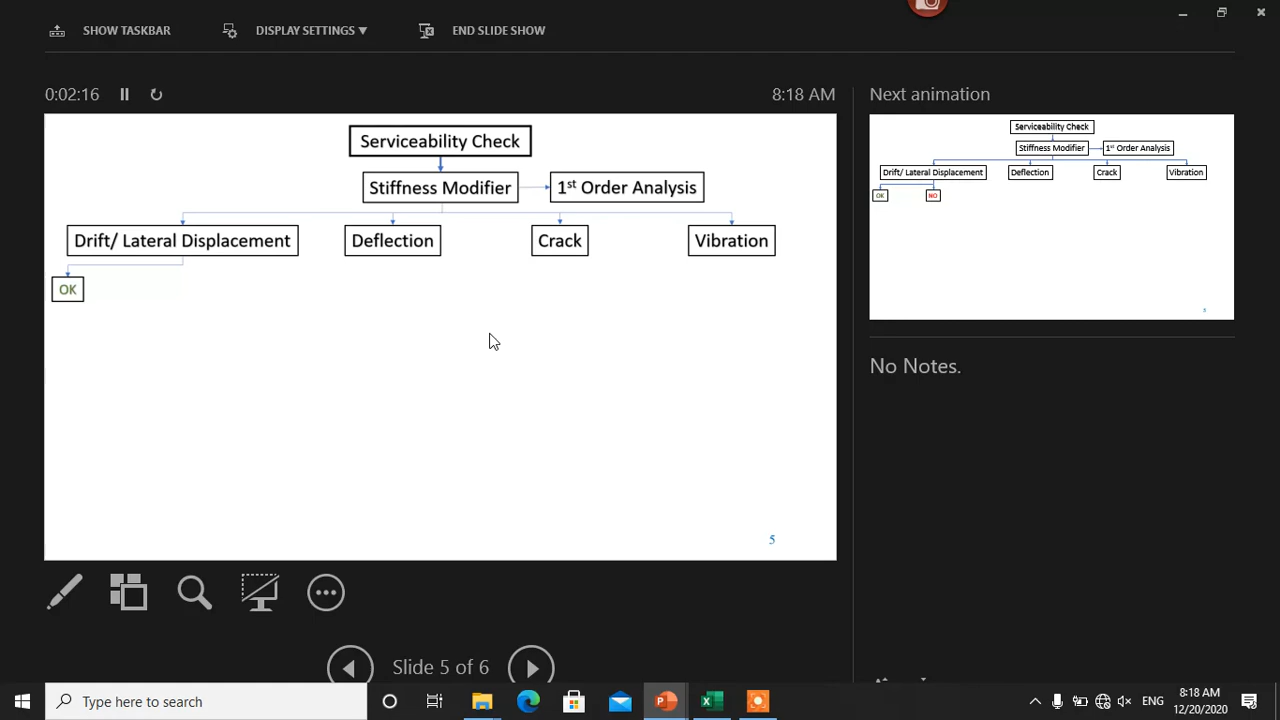 SHOW TASKBAR
DISPLAY SETTINGS ▼
END SLIDE SHOW
0:02:16
8:18 AM
Serviceability Check
Stiffness Modifier
1st Order Analysis
Drift/ Lateral Displacement
Deflection
Crack
Vibration
OK
5
Next animation
Serviceability Check
Stiffness Modifier
1st Order Analysis
Drift/ Lateral Displacement
Deflection
Crack
Vibration
OK
NO
No Notes.
Slide 5 of 6
Type here to search
ENG
8:18 AM
12/20/2020